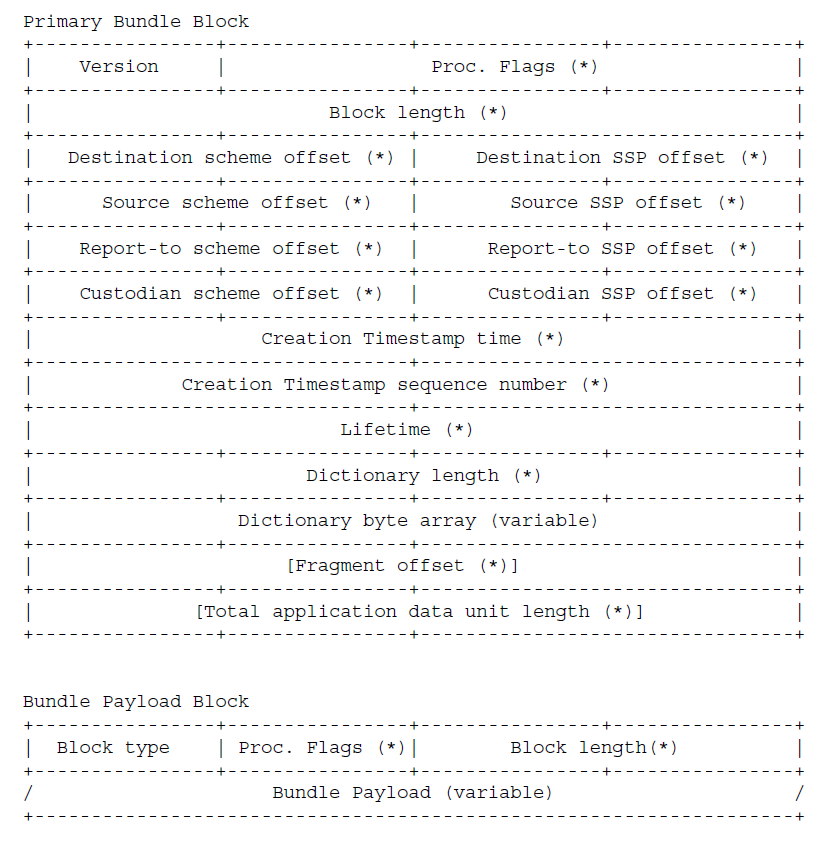 Primary Bundle Block
Version Proc. Flags (*)
Block length (*)
Destination scheme offset (*) Destination SSP offset (*)
Source scheme offset (*) Source SSP offset (*)
Report-to scheme offset (*) Report-to SSP offset (*)
Custodian scheme offset (*) Custodian SSP offset (*)
Creation Timestamp time (*)
Creation Timestamp sequence number (*)
Lifetime (*)
Dictionary length (*)
Dictionary byte array (variable)
[Fragment offset (*)]
[Total application data unit length (*)]
Bundle Payload Block
Block type Proc. Flags (*) Block length(*)
/ Bundle Payload (variable) /